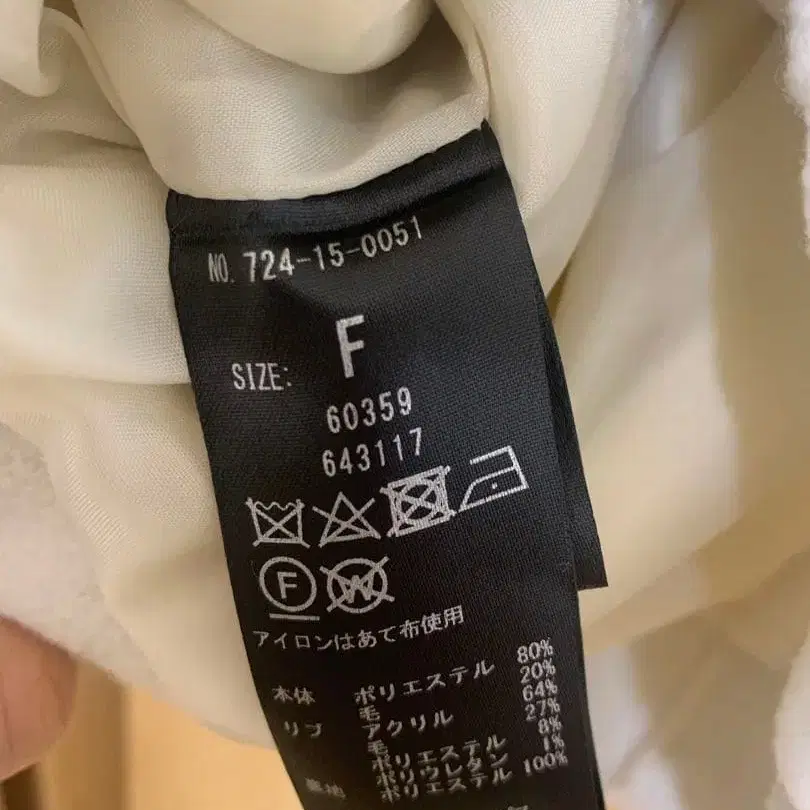 NO. 724-15-0051
SIZE: F
60359
643117
F W
アイロンはあて布使用
本体 ポリエステル 80%
毛 20%
リブ アクリル 64%
毛 27%
ポリエステル 8%
ポリウレタン 1%
裏地 ポリエステル 100%